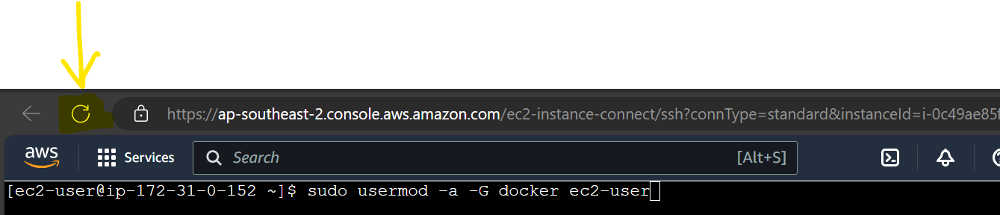 https://ap-southeast-2.console.aws.amazon.com/ec2-instance-connect/ssh?connType=standard&instanceId=i-0c49ae85f
aws Services Search [Alt+S]
[ec2-user@ip-172-31-0-152 ~]$ sudo usermod -a -G docker ec2-user